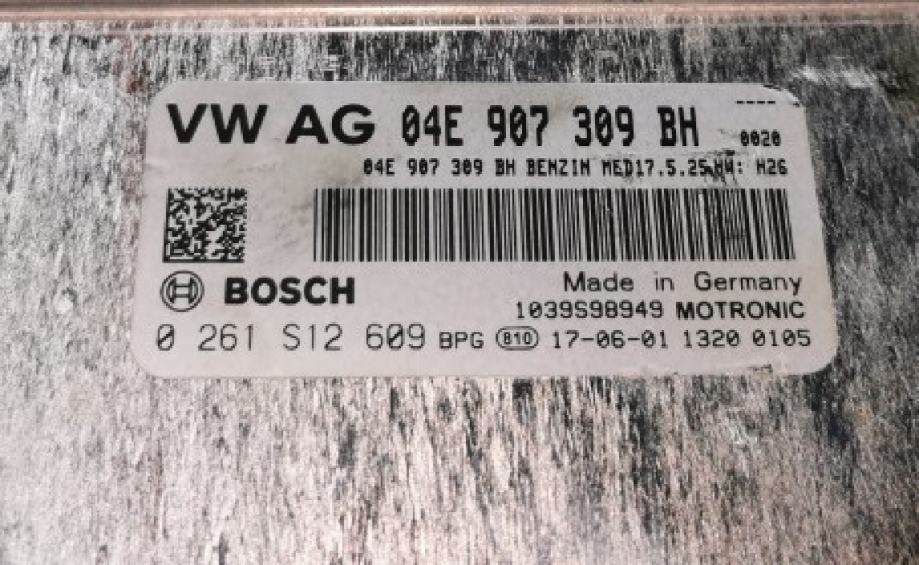 VW AG 04E 907 309 BH ---- 0020
04E 907 309 BH BENZIN MED17.5.25 HW: H26
BOSCH Made in Germany
1039S98949 MOTRONIC
0 261 S12 609 BPG 810 17-06-01 1320 0105